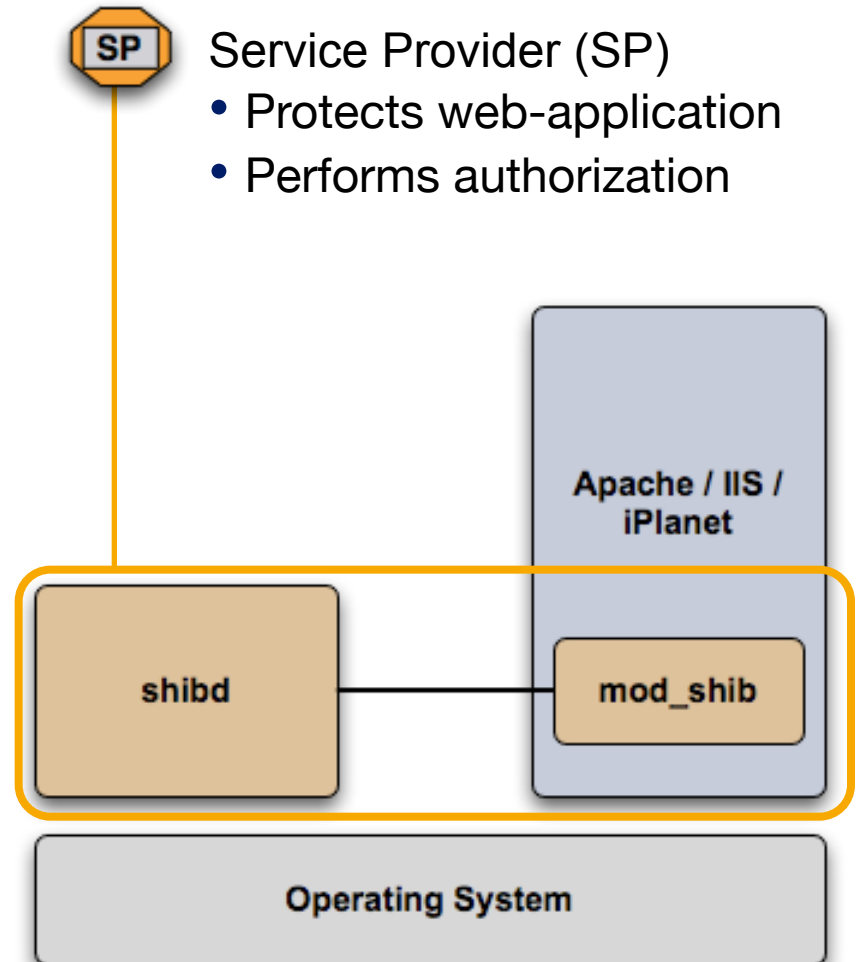 SP
Service Provider (SP)
• Protects web-application
• Performs authorization
Apache / IIS /
iPlanet
shibd
mod_shib
Operating System